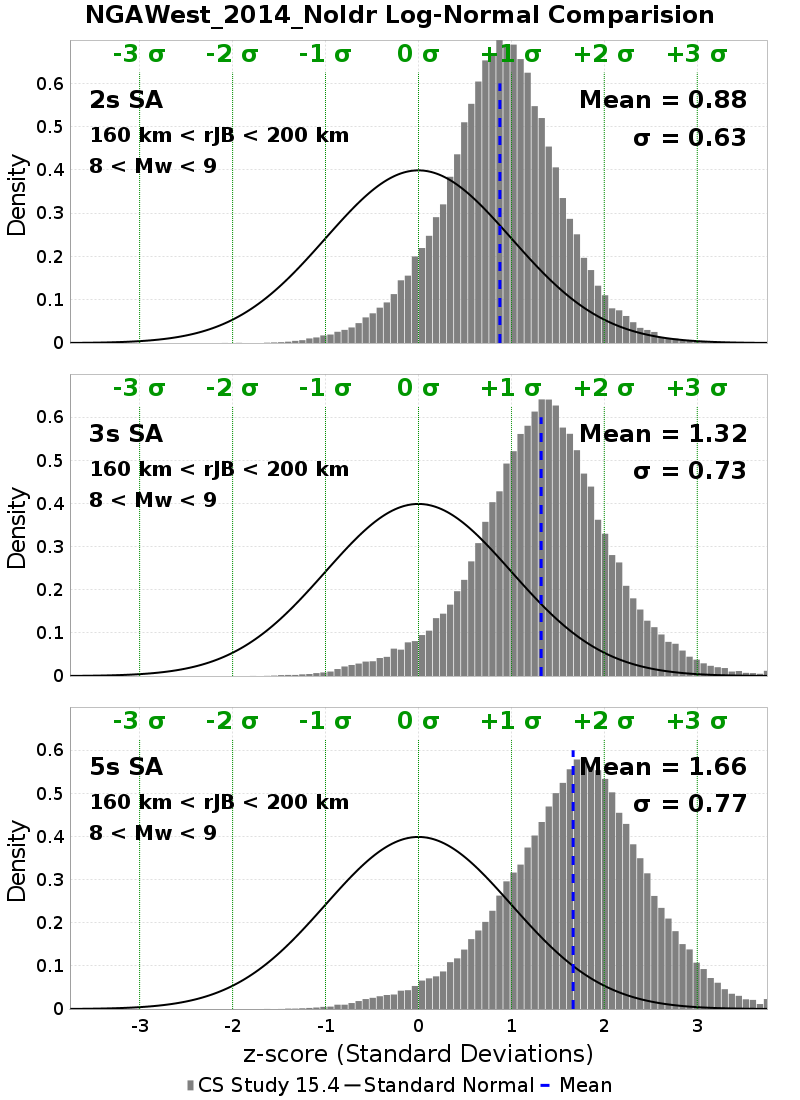 NGAWest_2014_NoIdr Log-Normal Comparision
-3 σ -2 σ -1 σ 0 σ +1 σ +2 σ +3 σ
2s SA
Mean = 0.88
160 km < rJB < 200 km
σ = 0.63
8 < Mw < 9
Density
0.6
0.5
0.4
0.3
0.2
0.1
0
-3 σ -2 σ -1 σ 0 σ +1 σ +2 σ +3 σ
3s SA
Mean = 1.32
160 km < rJB < 200 km
σ = 0.73
8 < Mw < 9
Density
0.6
0.5
0.4
0.3
0.2
0.1
0
-3 σ -2 σ -1 σ 0 σ +1 σ +2 σ +3 σ
5s SA
Mean = 1.66
160 km < rJB < 200 km
σ = 0.77
8 < Mw < 9
Density
0.6
0.5
0.4
0.3
0.2
0.1
0
-3 -2 -1 0 1 2 3
z-score (Standard Deviations)
CS Study 15.4 Standard Normal Mean